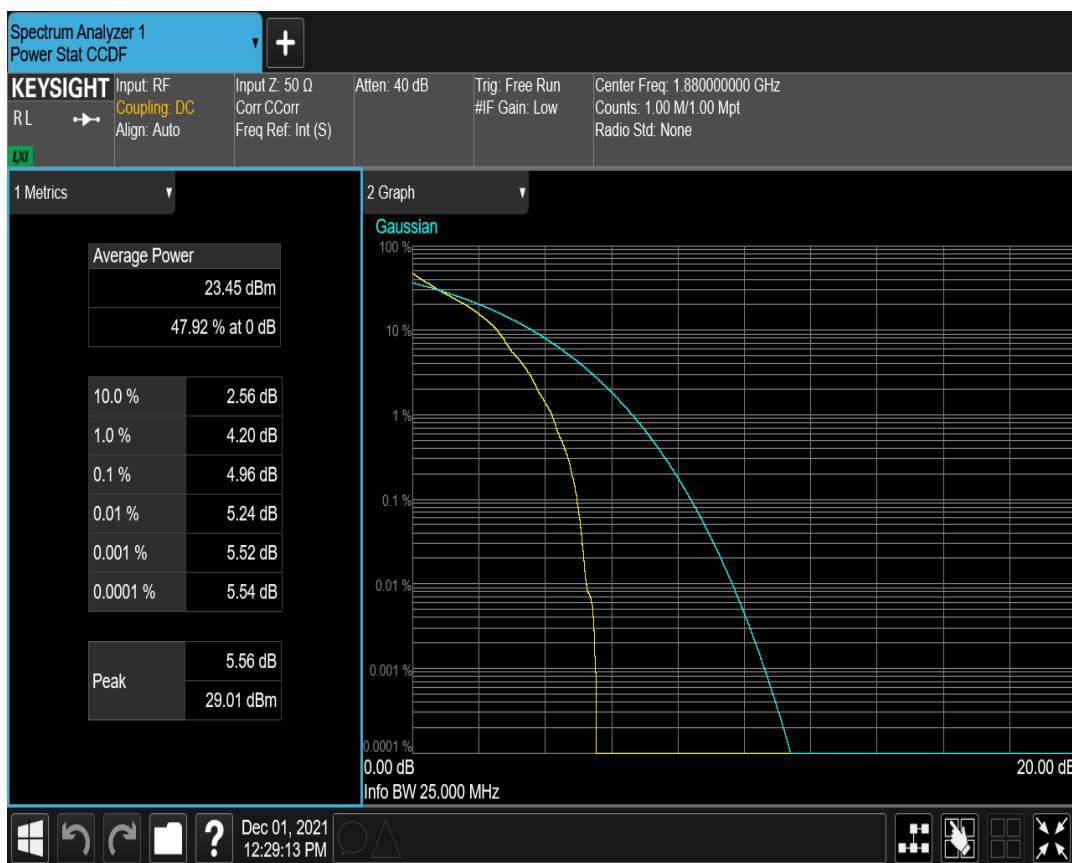 Spectrum Analyzer 1
Power Stat CCDF
KEYSIGHT
RL
LXI
Input: RF
Coupling: DC
Align: Auto
Input Z: 50 Ω
Corr CCorr
Freq Ref: Int (S)
Atten: 40 dB
Trig: Free Run
#IF Gain: Low
Center Freq: 1.880000000 GHz
Counts: 1.00 M/1.00 Mpt
Radio Std: None
1 Metrics
Average Power
23.45 dBm
47.92 % at 0 dB
10.0 % 2.56 dB
1.0 % 4.20 dB
0.1 % 4.96 dB
0.01 % 5.24 dB
0.001 % 5.52 dB
0.0001 % 5.54 dB
Peak
5.56 dB
29.01 dBm
2 Graph
Gaussian
100 %
10 %
1 %
0.1 %
0.01 %
0.001 %
0.0001 %
0.00 dB 20.00 dB
Info BW 25.000 MHz
?
Dec 01, 2021
12:29:13 PM